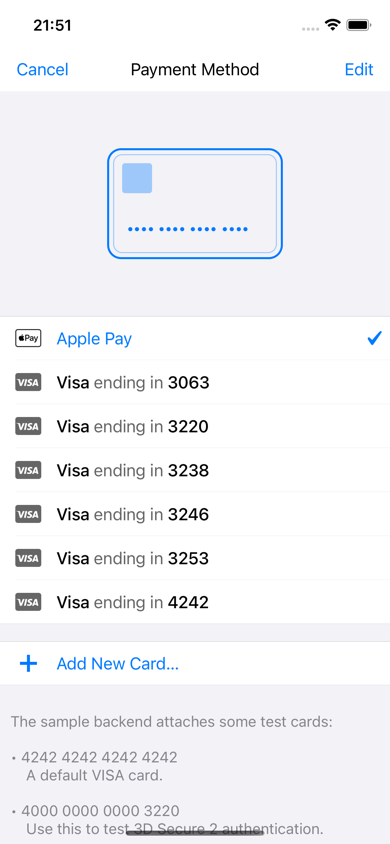 21:51
Cancel Payment Method Edit
Pay Apple Pay
VISA Visa ending in 3063
VISA Visa ending in 3220
VISA Visa ending in 3238
VISA Visa ending in 3246
VISA Visa ending in 3253
VISA Visa ending in 4242
+ Add New Card...
The sample backend attaches some test cards:
• 4242 4242 4242 4242
A default VISA card.
• 4000 0000 0000 3220
Use this to test 3D Secure 2 authentication.